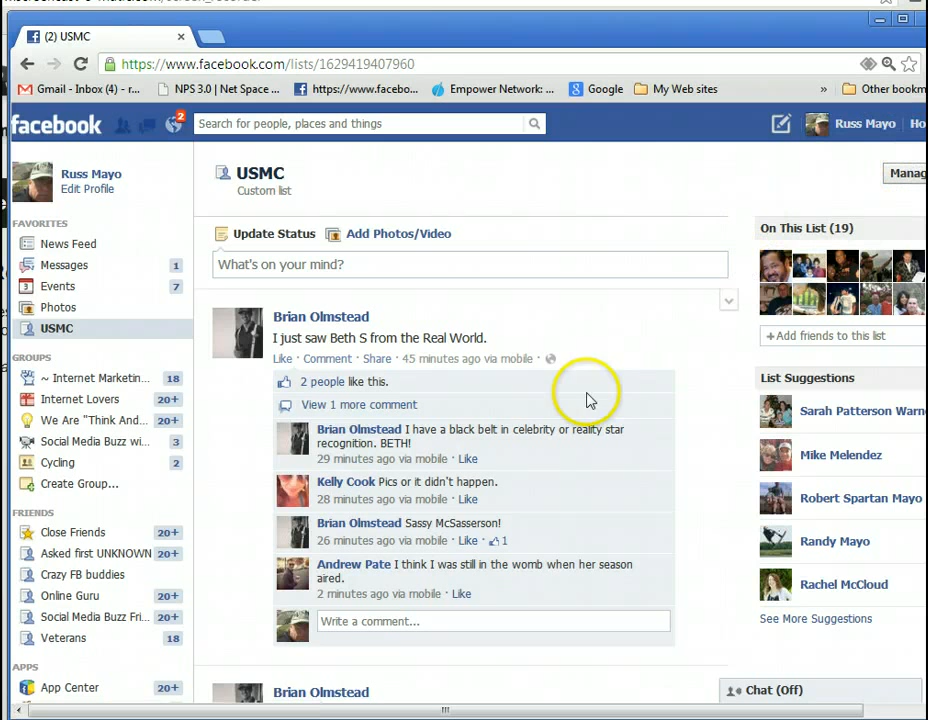 (2) USMC
https://www.facebook.com/lists/1629419407960
Gmail - Inbox (4) - r... NPS 3.0 | Net Space ... https://www.facebo... Empower Network: ... Google My Web sites » Other bookm
facebook 2 Search for people, places and things Russ Mayo Ho
Russ Mayo
Edit Profile
USMC
Custom list
Manag
FAVORITES
News Feed
Messages 1
Events 7
Photos
USMC
GROUPS
~ Internet Marketin... 18
Internet Lovers 20+
We Are "Think And... 20+
Social Media Buzz wi... 3
Cycling 2
Create Group...
FRIENDS
Close Friends 20+
Asked first UNKNOWN 20+
Crazy FB buddies
Online Guru 20+
Social Media Buzz Fri... 20+
Veterans 18
APPS
App Center 20+
Update Status Add Photos/Video
What's on your mind?
Brian Olmstead
I just saw Beth S from the Real World.
Like · Comment · Share · 45 minutes ago via mobile ·
2 people like this.
View 1 more comment
Brian Olmstead I have a black belt in celebrity or reality star
recognition. BETH!
29 minutes ago via mobile · Like
Kelly Cook Pics or it didn't happen.
28 minutes ago via mobile · Like
Brian Olmstead Sassy McSasserson!
26 minutes ago via mobile · Like · 1
Andrew Pate I think I was still in the womb when her season
aired.
2 minutes ago via mobile · Like
Write a comment...
Brian Olmstead
On This List (19)
+Add friends to this list
List Suggestions
Sarah Patterson Warn
Mike Melendez
Robert Spartan Mayo
Randy Mayo
Rachel McCloud
See More Suggestions
Chat (Off)